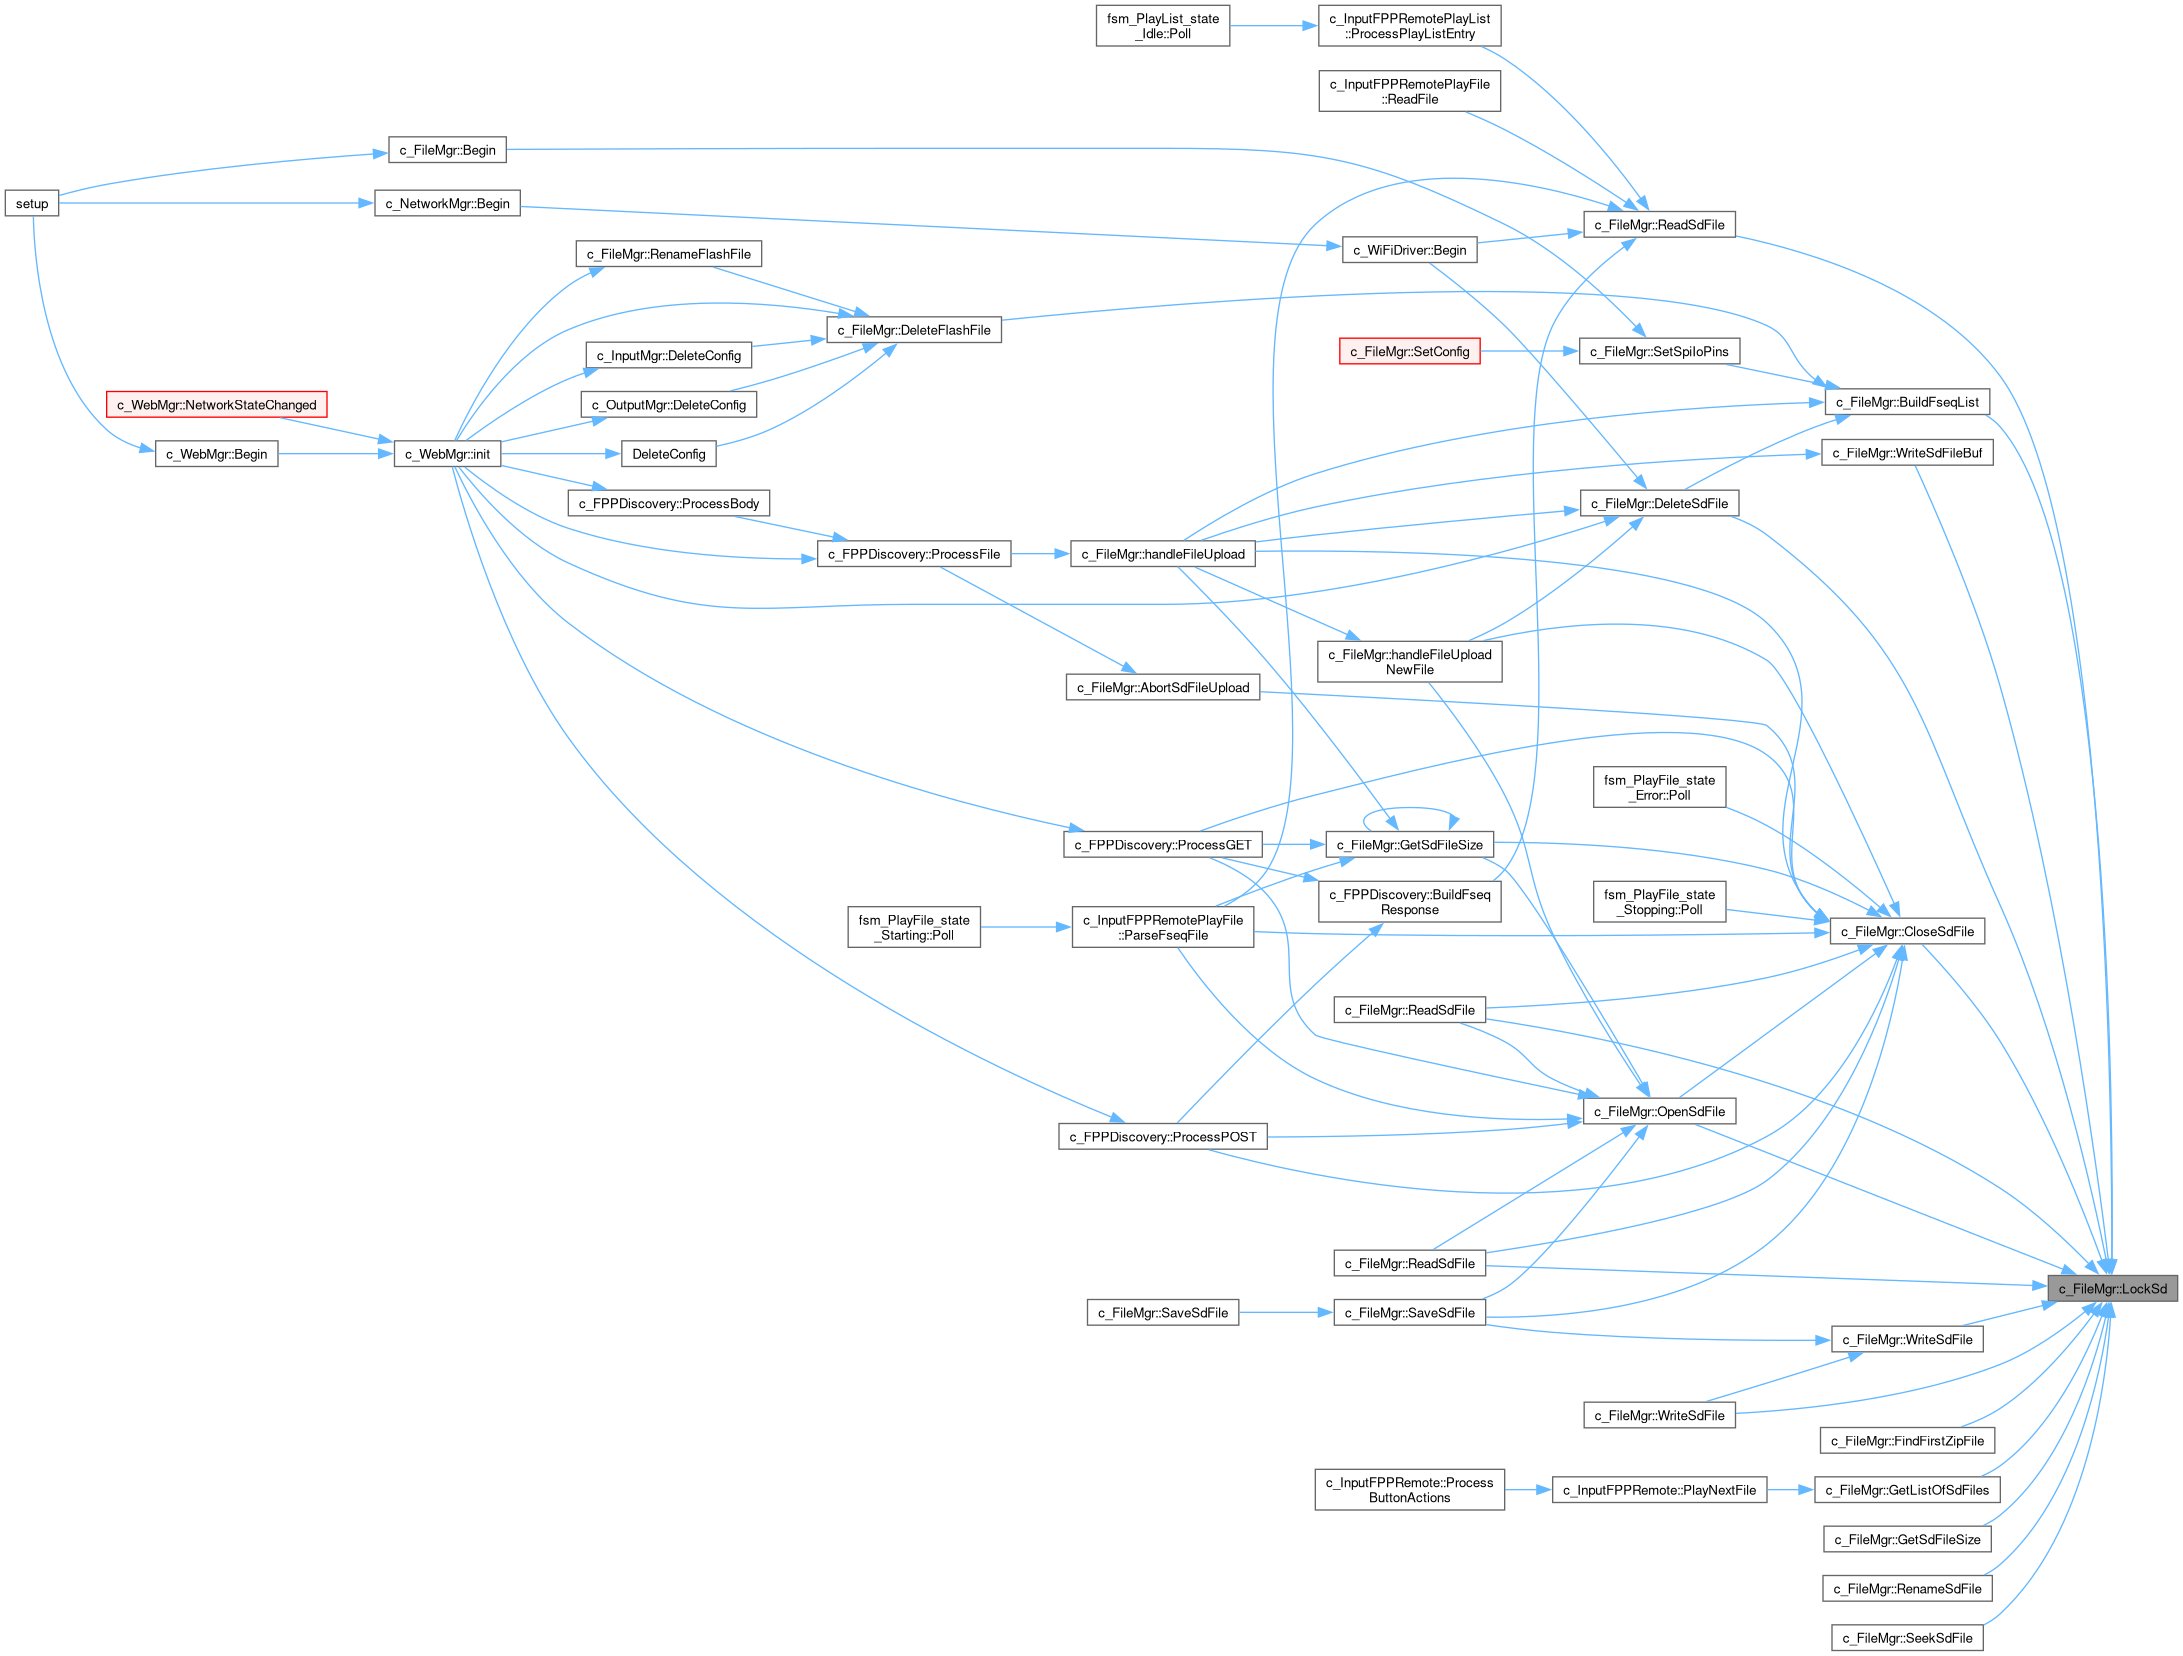 fsm_PlayList_state
_Idle::Poll
c_InputFPPRemotePlayList
::ProcessPlayListEntry
c_InputFPPRemotePlayFile
::ReadFile
c_FileMgr::Begin
setup
c_NetworkMgr::Begin
c_FileMgr::ReadSdFile
c_FileMgr::RenameFlashFile
c_WiFiDriver::Begin
c_FileMgr::DeleteFlashFile
c_InputMgr::DeleteConfig
c_FileMgr::SetConfig
c_FileMgr::SetSpiIoPins
c_WebMgr::NetworkStateChanged
c_OutputMgr::DeleteConfig
c_FileMgr::BuildFseqList
c_WebMgr::Begin
c_WebMgr::init
DeleteConfig
c_FileMgr::WriteSdFileBuf
c_FPPDiscovery::ProcessBody
c_FileMgr::DeleteSdFile
c_FPPDiscovery::ProcessFile
c_FileMgr::handleFileUpload
c_FileMgr::handleFileUpload
NewFile
c_FileMgr::AbortSdFileUpload
fsm_PlayFile_state
_Error::Poll
c_FPPDiscovery::ProcessGET
c_FileMgr::GetSdFileSize
c_FPPDiscovery::BuildFseq
Response
fsm_PlayFile_state
_Stopping::Poll
fsm_PlayFile_state
_Starting::Poll
c_InputFPPRemotePlayFile
::ParseFseqFile
c_FileMgr::CloseSdFile
c_FileMgr::ReadSdFile
c_FileMgr::OpenSdFile
c_FPPDiscovery::ProcessPOST
c_FileMgr::ReadSdFile
c_FileMgr::LockSd
c_FileMgr::SaveSdFile
c_FileMgr::SaveSdFile
c_FileMgr::WriteSdFile
c_FileMgr::WriteSdFile
c_FileMgr::FindFirstZipFile
c_InputFPPRemote::Process
ButtonActions
c_InputFPPRemote::PlayNextFile
c_FileMgr::GetListOfSdFiles
c_FileMgr::GetSdFileSize
c_FileMgr::RenameSdFile
c_FileMgr::SeekSdFile